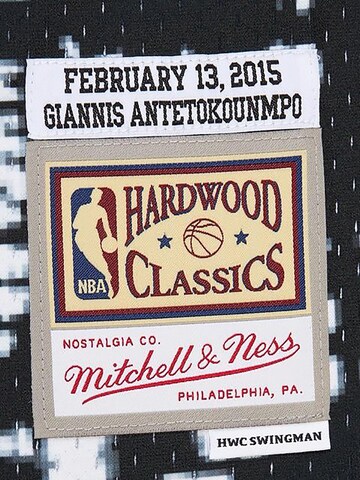 FEBRUARY 13, 2015
GIANNIS ANTETOKOUNMPO
HARDWOOD
NBA
CLASSICS
NOSTALGIA CO.
Mitchell & Ness
PHILADELPHIA, PA.
HWC SWINGMAN